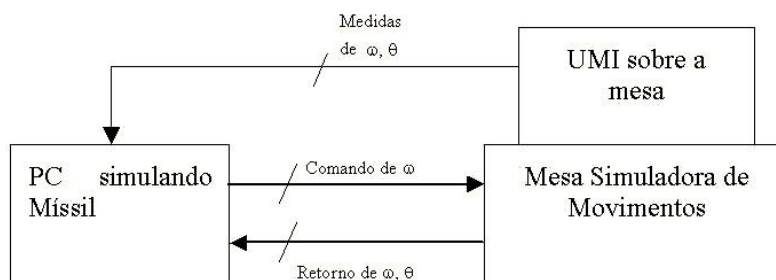 Medidas
de ω, θ
UMI sobre a
mesa
PC simulando
Míssil
Comando de ω
Mesa Simuladora de
Movimentos
Retorno de ω, θ